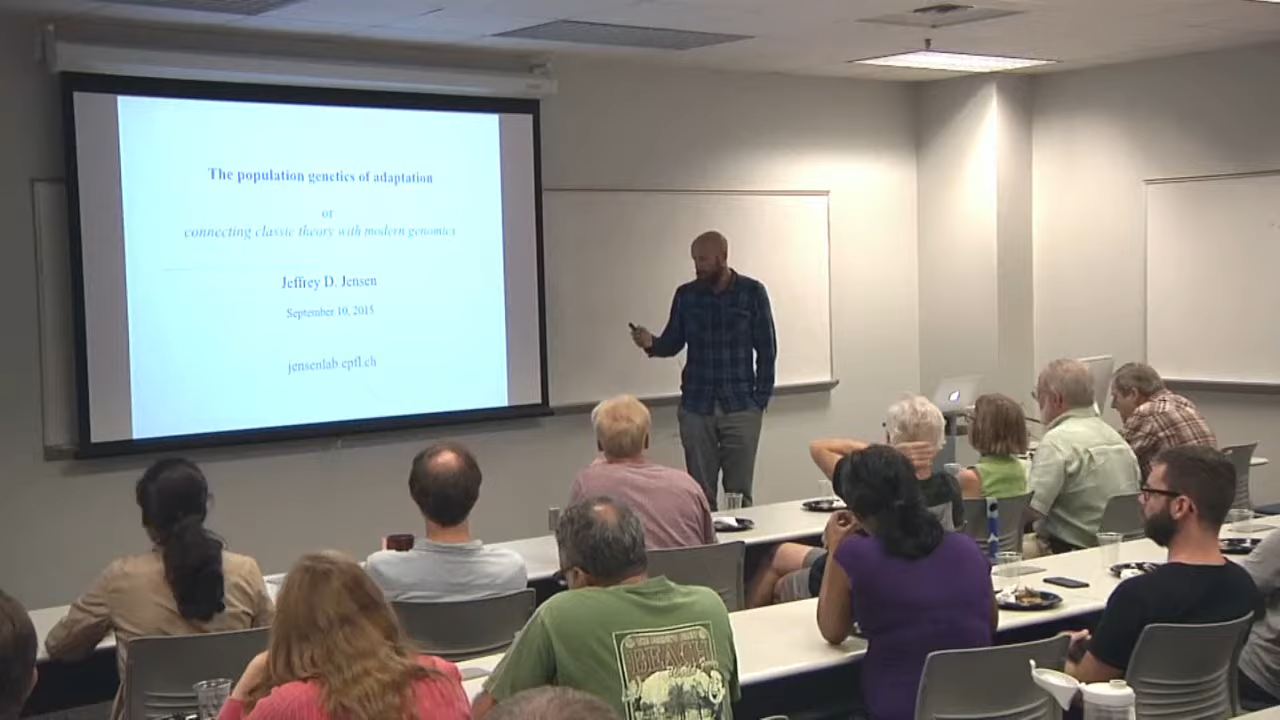 The population genetics of adaptation
or
connecting classic theory with modern genomics
Jeffrey D. Jensen
September 10, 2015
jensenlab.epfl.ch
BEACH